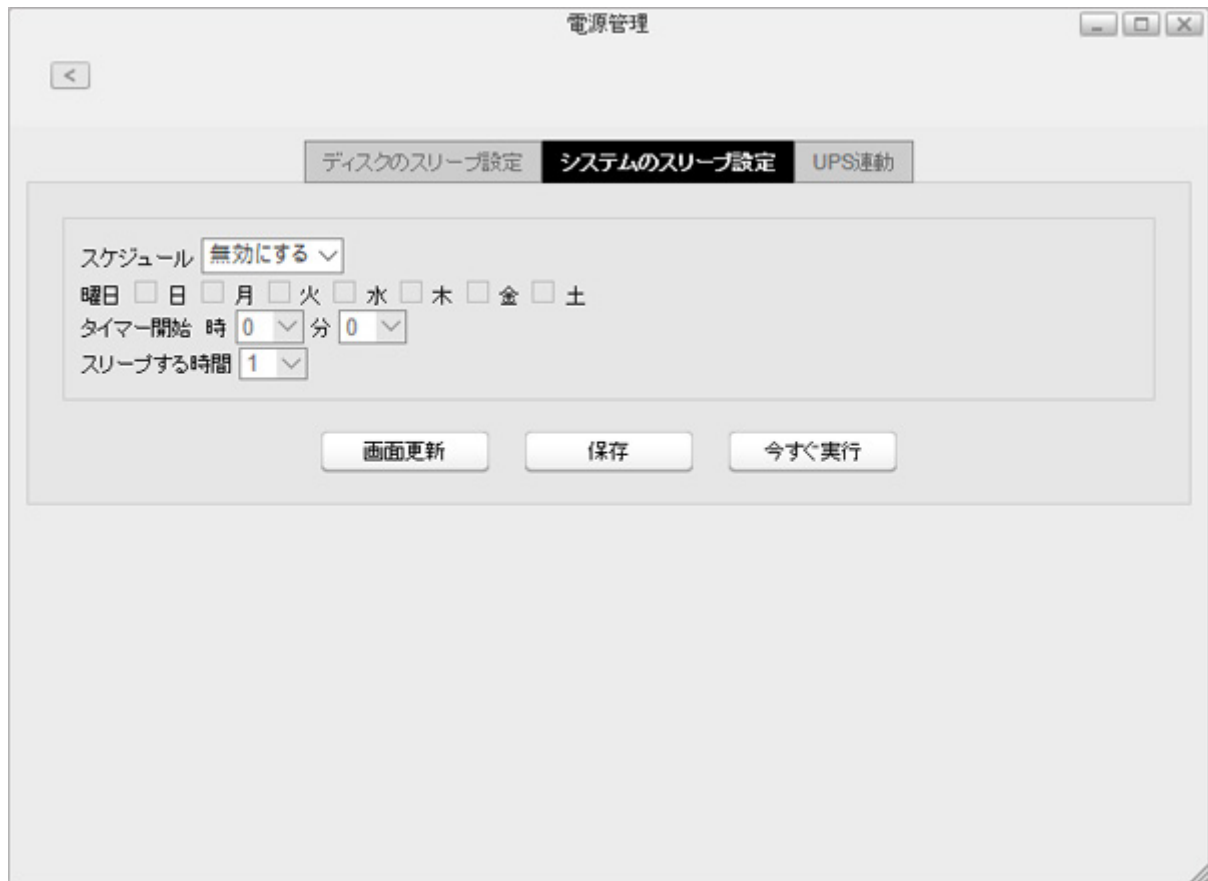 電源管理
<
ディスクのスリープ設定 システムのスリープ設定 UPS連動
スケジュール 無効にする
曜日 日 月 火 水 木 金 土
タイマー開始 時 0 分 0
スリープする時間 1
画面更新 保存 今すぐ実行